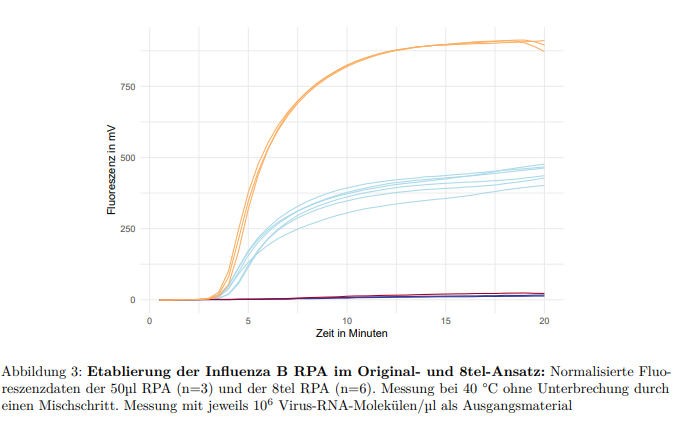 750
500
250
0
Fluoreszenz in mV
0 5 10 15 20
Zeit in Minuten
Abbildung 3: Etablierung der Influenza B RPA im Original- und 8tel-Ansatz: Normalisierte Fluo-
reszenzdaten der 50µl RPA (n=3) und der 8tel RPA (n=6). Messung bei 40 °C ohne Unterbrechung durch
einen Mischschritt. Messung mit jeweils 10⁶ Virus-RNA-Molekülen/µl als Ausgangsmaterial